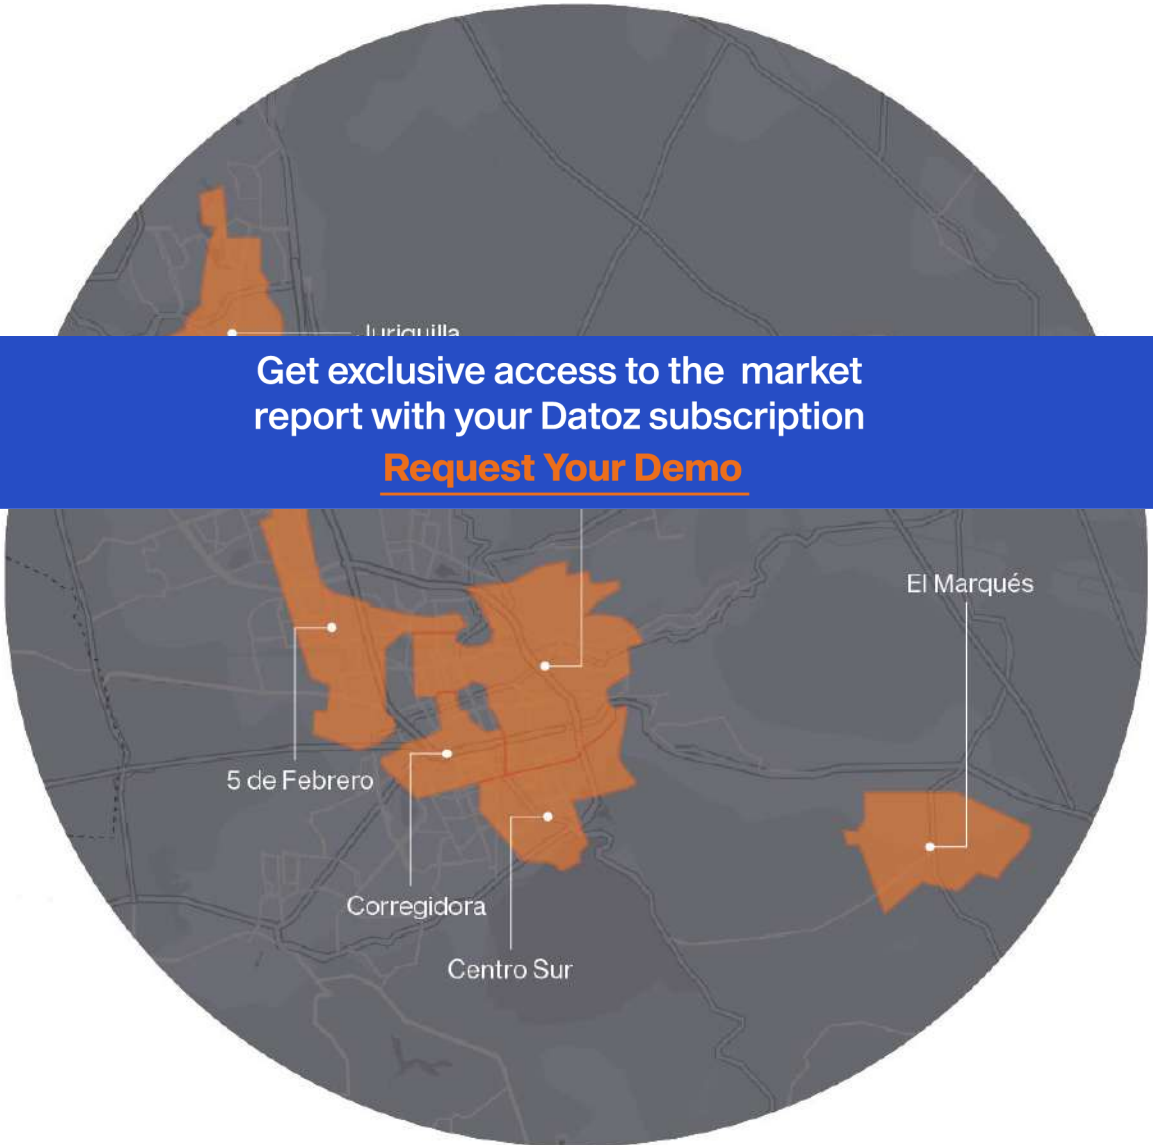 Juriquilla
Get exclusive access to the market
report with your Datoz subscription
Request Your Demo
El Marqués
5 de Febrero
Corregidora
Centro Sur